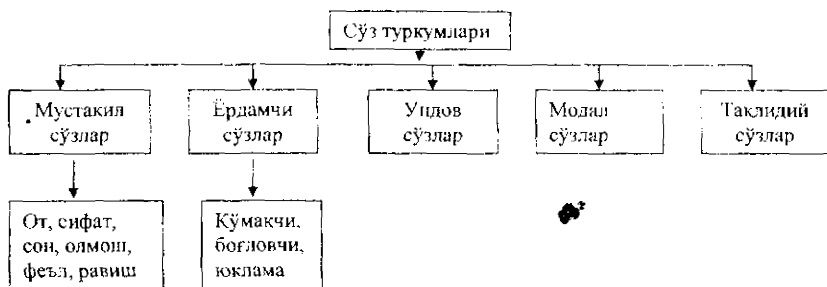 Сўз туркумлари
Мустакил
сўзлар
Ёрдамчи
сўзлар
Ундов
сўзлар
Модал
сўзлар
Тақлидий
сўзлар
От, сифат,
сон, олмош,
феъл, равиш
Кўмакчи,
боғловчи,
юклама